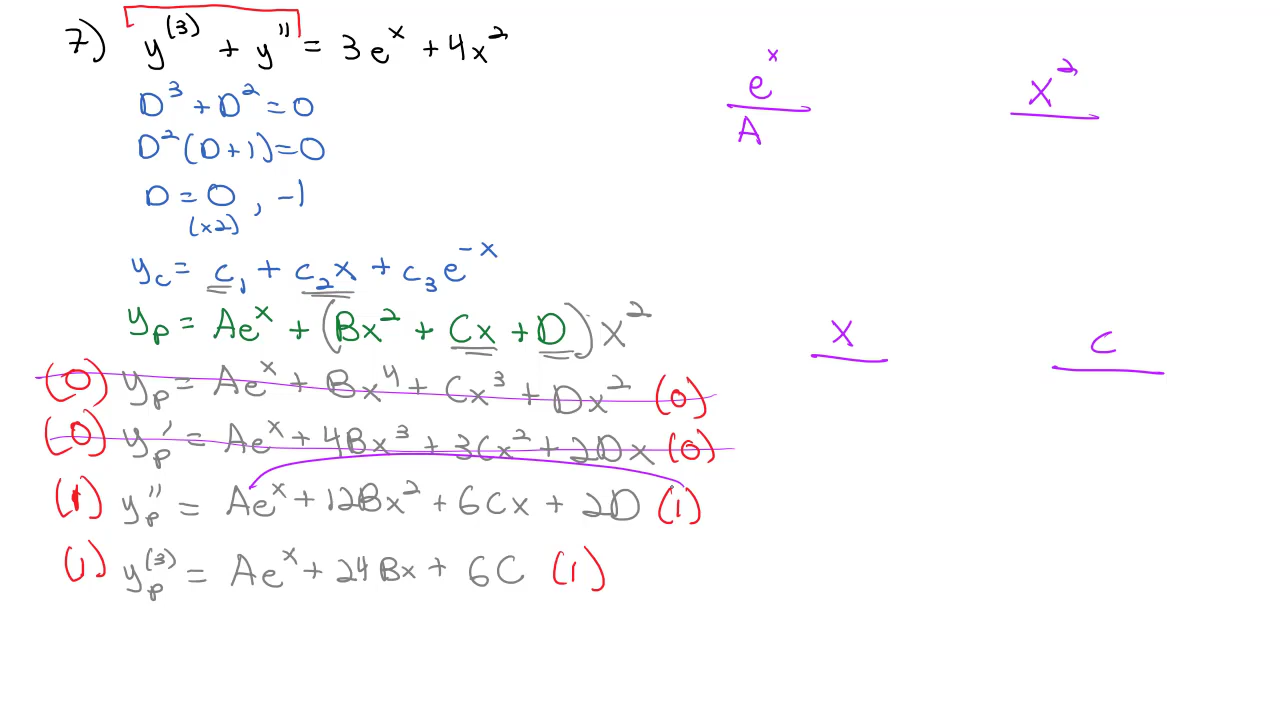 7) y^(3) + y'' = 3e^x + 4x^2
D^3 + D^2 = 0
D^2(D+1)=0
D = 0, -1
(x2)
y_c = c_1 + c_2x + c_3e^-x
y_p = Ae^x + (Bx^2 + Cx + D)x^2
(0) y_p = Ae^x + Bx^4 + Cx^3 + Dx^2 (0)
(0) y_p' = Ae^x + 4Bx^3 + 3Cx^2 + 2Dx (0)
(1) y_p'' = Ae^x + 12Bx^2 + 6Cx + 2D (1)
(1) y_p^(3) = Ae^x + 24Bx + 6C (1)
e^x
A
x^2
x
C